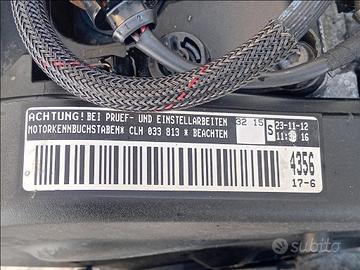 ACHTUNG! BEI PRUEF- UND EINSTELLARBEITEN
MOTORKENNBUCHSTABEN* CLH 033 813 * BEACHTEN
32 15
S
23-11-12
16
4356
17-6
subito